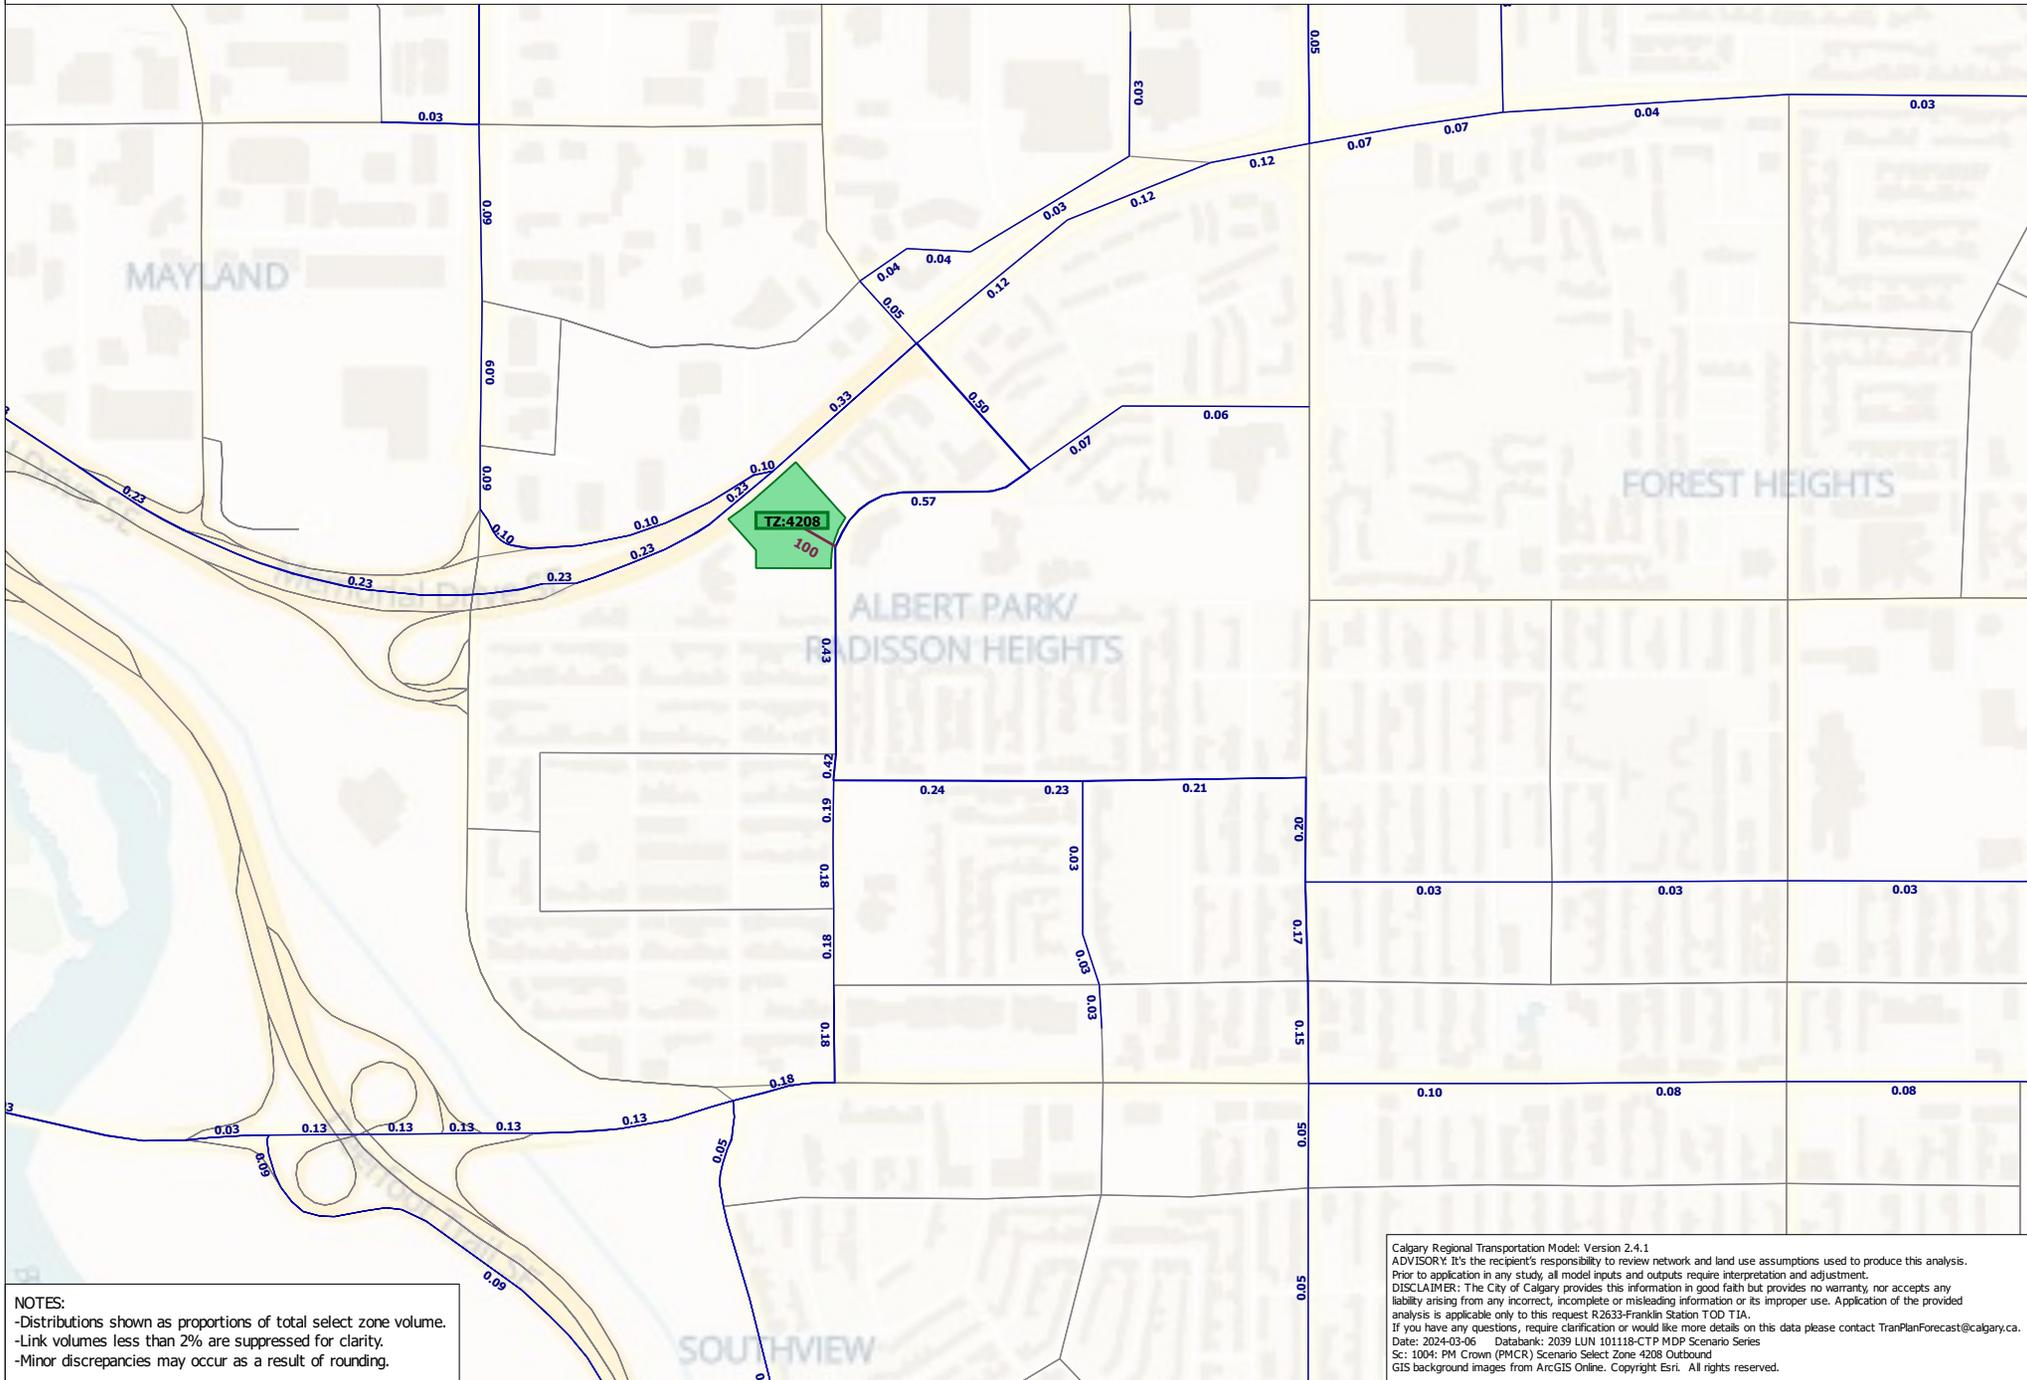 0.05
0.03
0.03
0.03
0.04
0.07
0.07
0.12
0.12
0.03
0.09
0.04
0.04
0.12
0.05
MAYLAND
0.09
0.33
0.50
0.06
0.07
0.09
0.10
0.23
0.57
FOREST HEIGHTS
0.23
Drive SE
0.10
0.10
TZ:4208
100
0.23
0.23
0.23
Memorial Drive SE
ALBERT PARK/
RADISSON HEIGHTS
0.43
0.42
0.24
0.23
0.21
0.19
0.20
0.18
0.03
0.03
0.03
0.03
0.18
0.03
0.17
0.03
0.18
0.15
0.18
0.10
0.08
0.08
3
0.03
0.13
0.13
0.13
0.13
0.13
0.09
0.05
0.05
0.09
0.05
SOUTHVIEW
NOTES:
-Distributions shown as proportions of total select zone volume.
-Link volumes less than 2% are suppressed for clarity.
-Minor discrepancies may occur as a result of rounding.
Calgary Regional Transportation Model: Version 2.4.1
ADVISORY: It's the recipient's responsibility to review network and land use assumptions used to produce this analysis.
Prior to application in any study, all model inputs and outputs require interpretation and adjustment.
DISCLAIMER: The City of Calgary provides this information in good faith but provides no warranty, nor accepts any
liability arising from any incorrect, incomplete or misleading information or its improper use. Application of the provided
analysis is applicable only to this request R2633-Franklin Station TOD TIA.
If you have any questions, require clarification or would like more details on this data please contact TranPlanForecast@calgary.ca.
Date: 2024-03-06 Databank: 2039 LUN 101118-CTP MDP Scenario Series
Sc: 1004: PM Crown (PMCR) Scenario Select Zone 4208 Outbound
GIS background images from ArcGIS Online. Copyright Esri. All rights reserved.